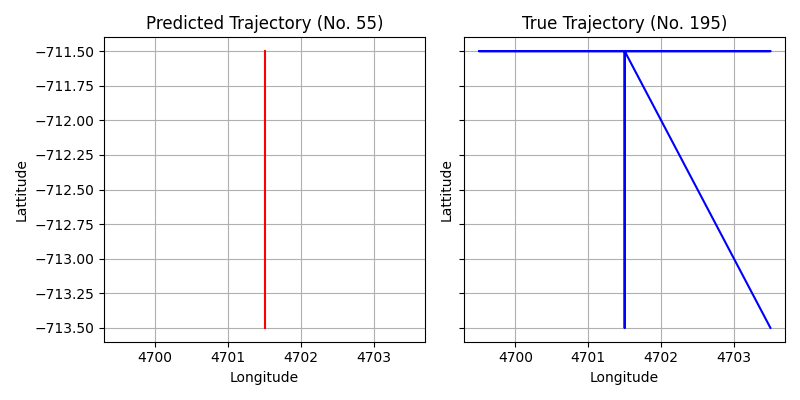 Predicted Trajectory (No. 55)
True Trajectory (No. 195)
Lattitude
−711.50
−711.75
−712.00
−712.25
−712.50
−712.75
−713.00
−713.25
−713.50
4700 4701 4702 4703
Longitude
Lattitude
4700 4701 4702 4703
Longitude